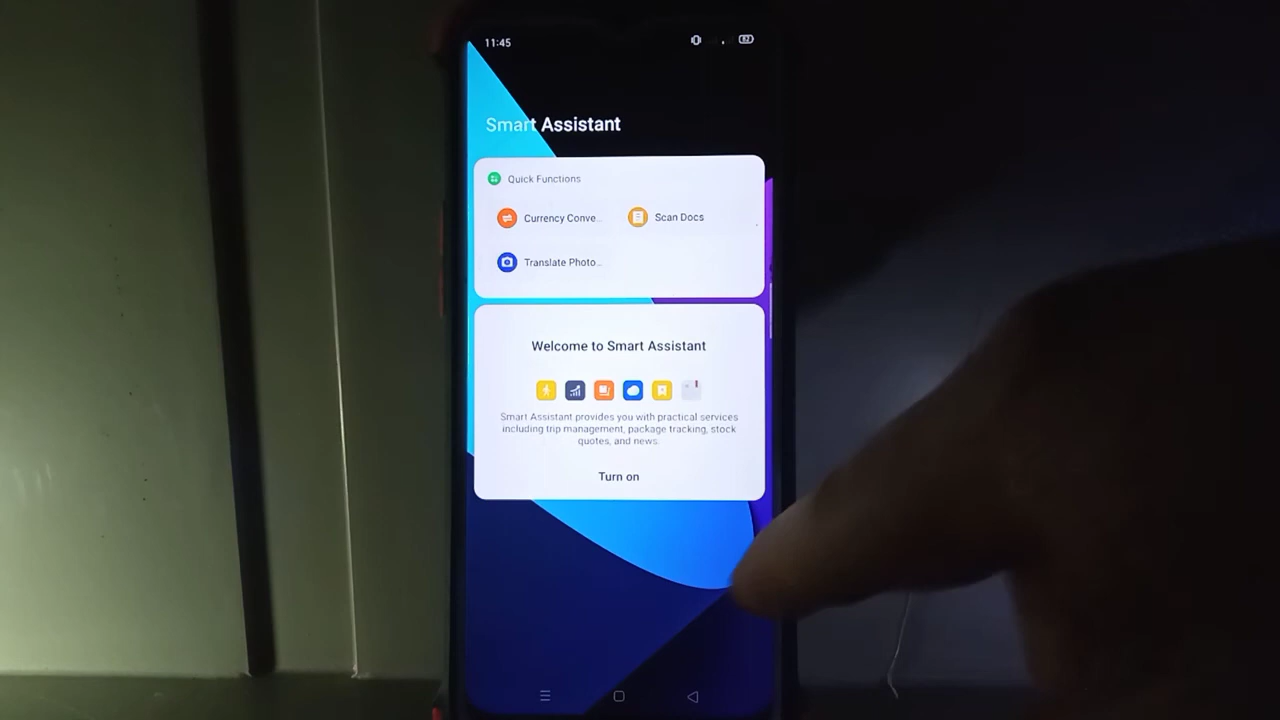 11:45
Smart Assistant
Quick Functions
Currency Conve..
Scan Docs
Translate Photo..
Welcome to Smart Assistant
Smart Assistant provides you with practical services
including trip management, package tracking, stock
quotes, and news.
Turn on